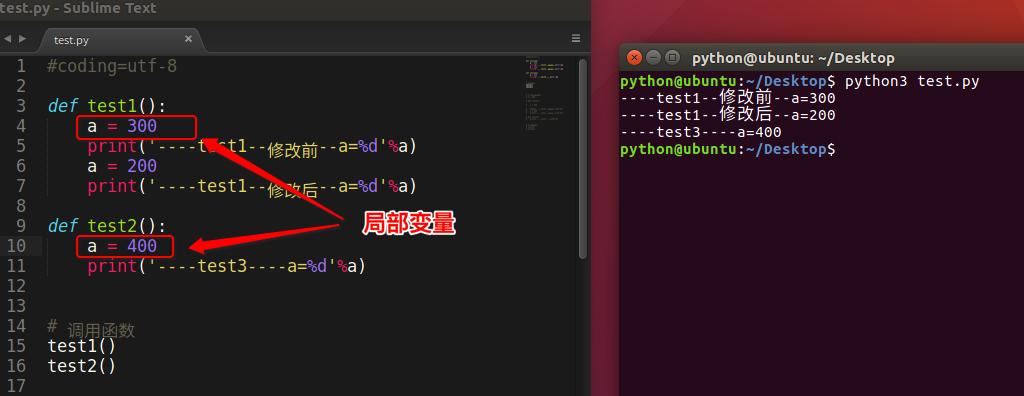 test.py - Sublime Text
test.py
1 #coding=utf-8
2
3 def test1():
4 a = 300
5 print('----test1--修改前--a=%d'%a)
6 a = 200
7 print('----test1--修改后--a=%d'%a)
8
9 def test2():
10 a = 400
11 print('----test3----a=%d'%a)
12
13
14 # 调用函数
15 test1()
16 test2()
17
局部变量
python@ubuntu: ~/Desktop
python@ubuntu:~/Desktop$ python3 test.py
----test1--修改前--a=300
----test1--修改后--a=200
----test3----a=400
python@ubuntu:~/Desktop$